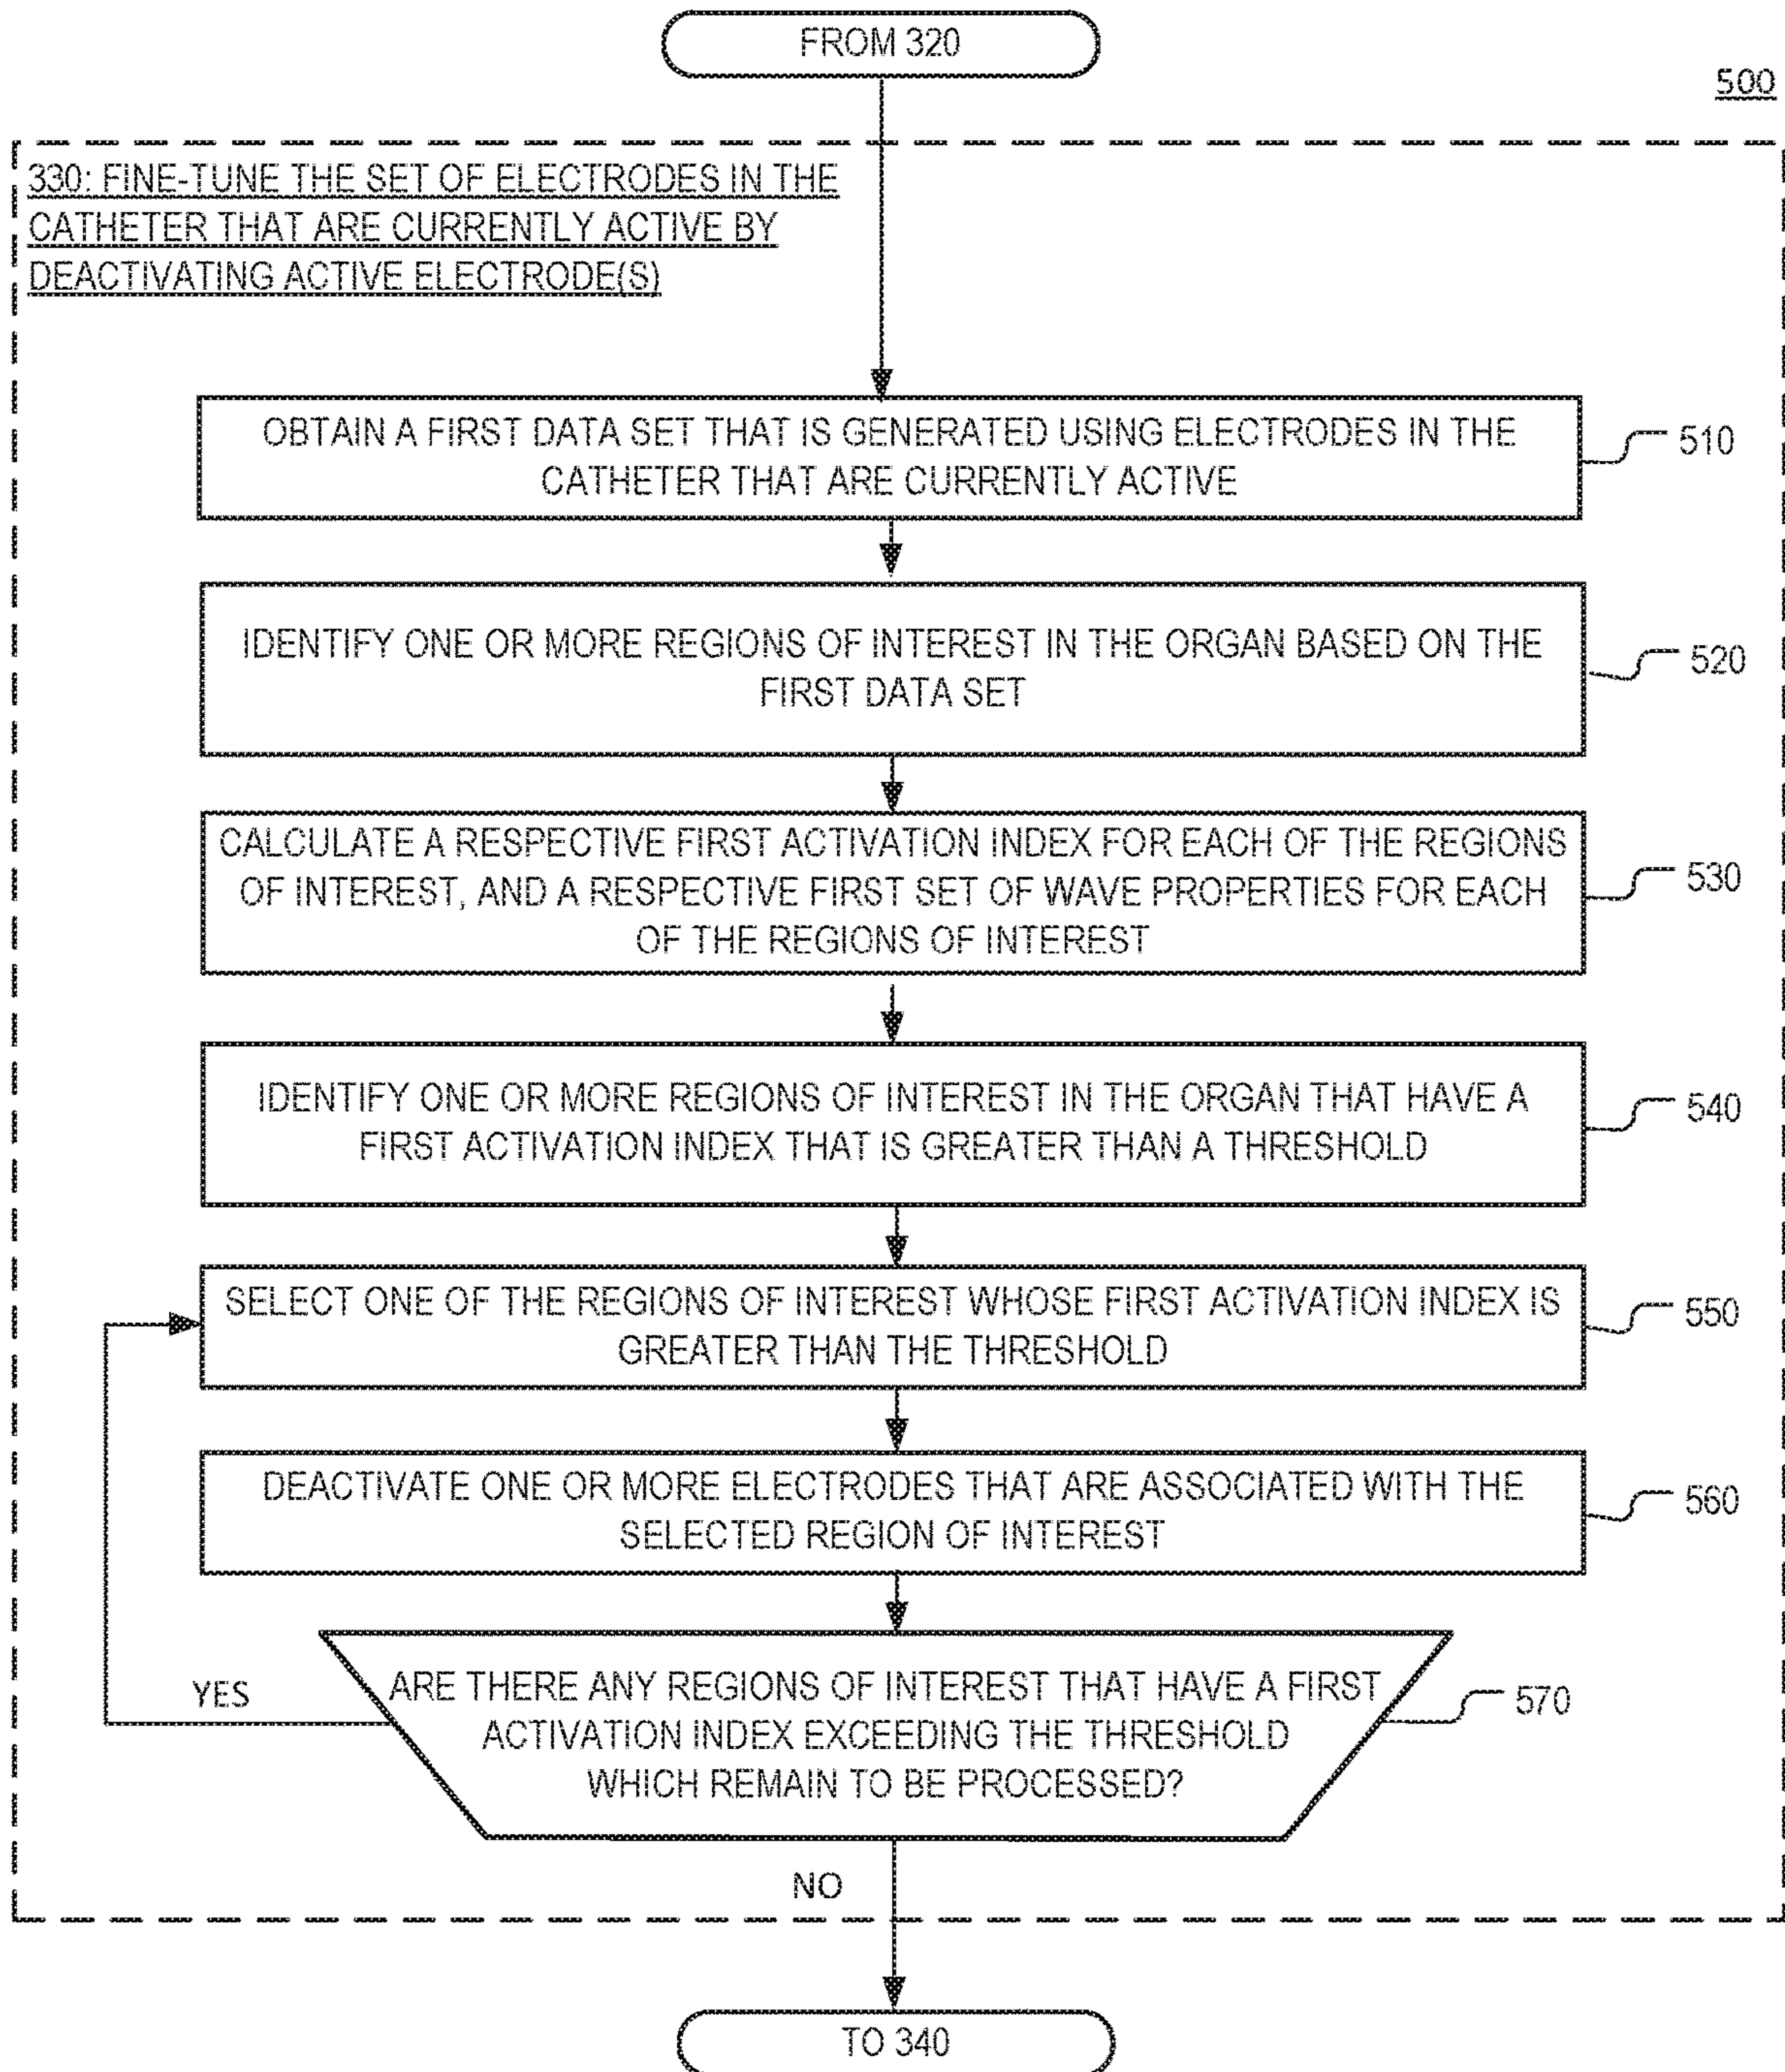 FROM 320
500
330: FINE-TUNE THE SET OF ELECTRODES IN THE
CATHETER THAT ARE CURRENTLY ACTIVE BY
DEACTIVATING ACTIVE ELECTRODE(S)
OBTAIN A FIRST DATA SET THAT IS GENERATED USING ELECTRODES IN THE
CATHETER THAT ARE CURRENTLY ACTIVE
510
IDENTIFY ONE OR MORE REGIONS OF INTEREST IN THE ORGAN BASED ON THE
FIRST DATA SET
520
CALCULATE A RESPECTIVE FIRST ACTIVATION INDEX FOR EACH OF THE REGIONS
OF INTEREST, AND A RESPECTIVE FIRST SET OF WAVE PROPERTIES FOR EACH
OF THE REGIONS OF INTEREST
530
IDENTIFY ONE OR MORE REGIONS OF INTEREST IN THE ORGAN THAT HAVE A
FIRST ACTIVATION INDEX THAT IS GREATER THAN A THRESHOLD
540
SELECT ONE OF THE REGIONS OF INTEREST WHOSE FIRST ACTIVATION INDEX IS
GREATER THAN THE THRESHOLD
550
DEACTIVATE ONE OR MORE ELECTRODES THAT ARE ASSOCIATED WITH THE
SELECTED REGION OF INTEREST
560
YES
ARE THERE ANY REGIONS OF INTEREST THAT HAVE A FIRST
ACTIVATION INDEX EXCEEDING THE THRESHOLD
WHICH REMAIN TO BE PROCESSED?
570
NO
TO 340